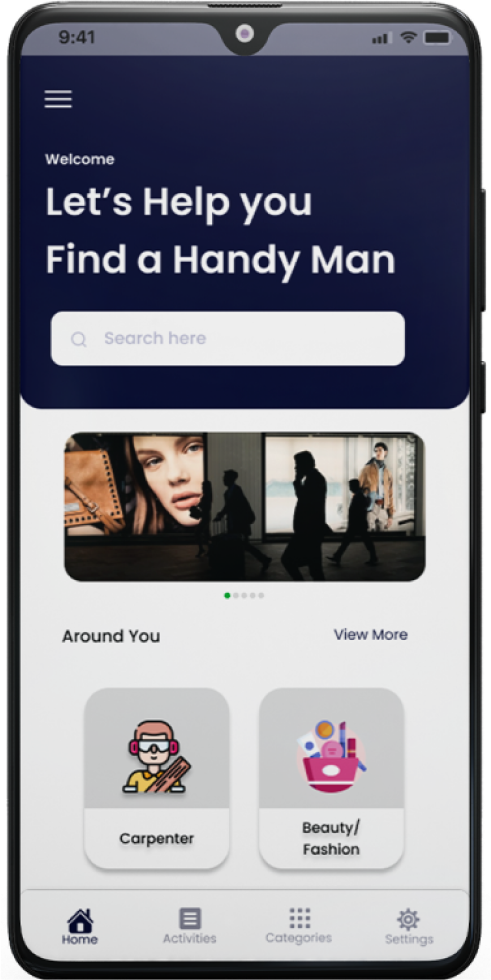 9:41
Welcome
Let's Help you
Find a Handy Man
Search here
Around You
View More
Carpenter
Beauty/
Fashion
Home
Activities
Categories
Settings